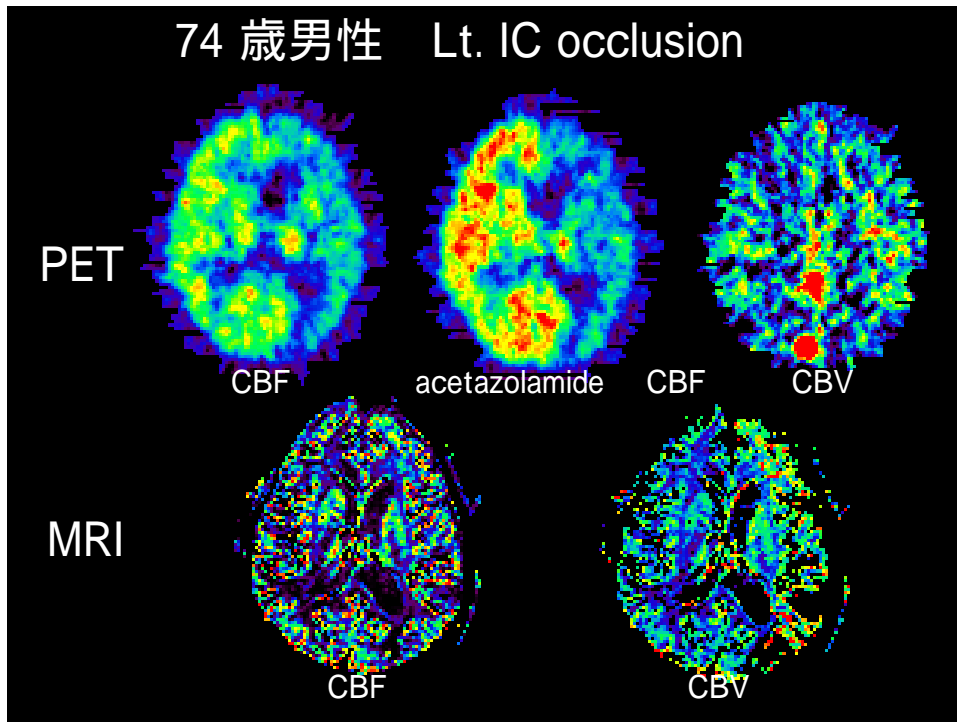 74 歳男性 Lt. IC occlusion
PET
CBF
acetazolamide CBF
CBV
MRI
CBF
CBV